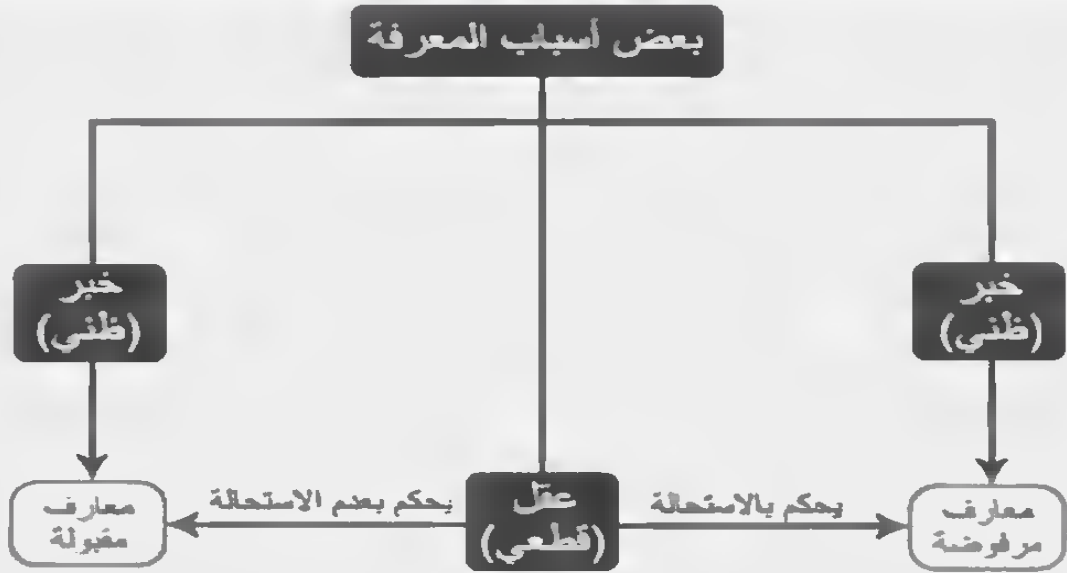 بعض أسباب المعرفة
خبر
(ظني)
خبر
(ظني)
يحكم بالاستحالة
عقل
(قطعي)
يحكم بعدم الاستحالة
معارف
مرفوضة
معارف
مقبولة